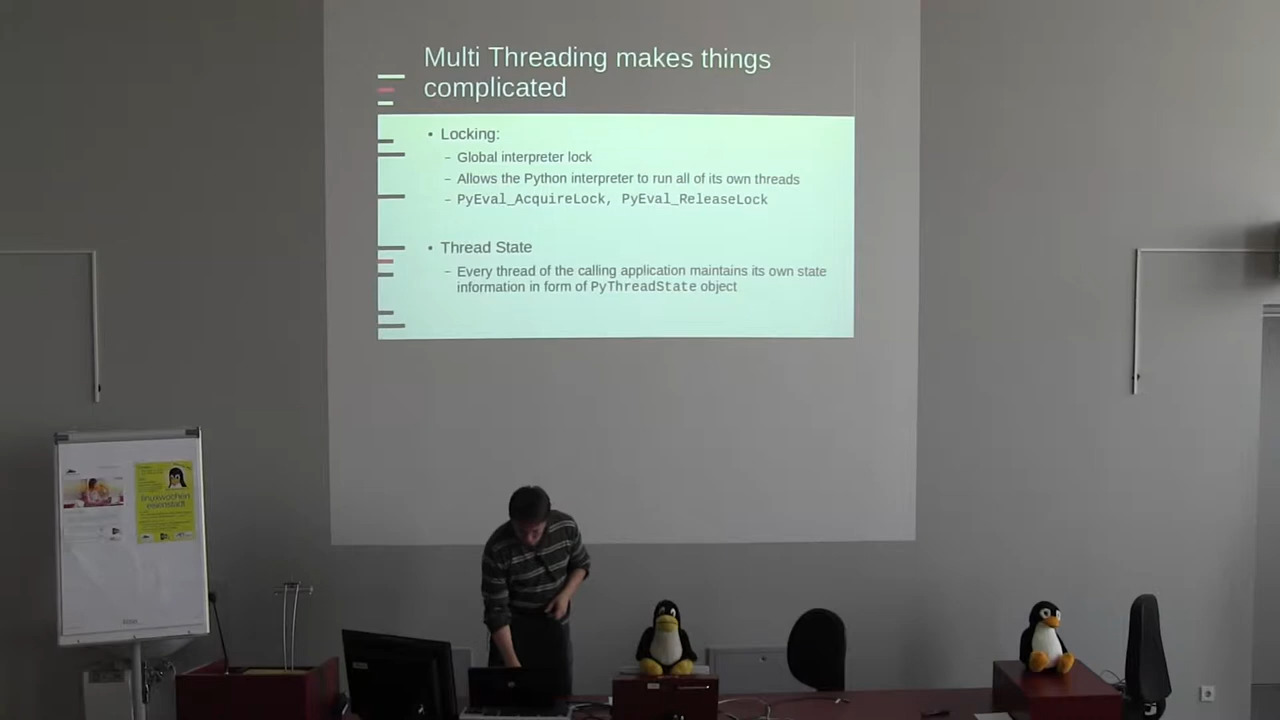 Multi Threading makes things
complicated
• Locking:
– Global interpreter lock
– Allows the Python interpreter to run all of its own threads
– PyEval_AcquireLock, PyEval_ReleaseLock
• Thread State
– Every thread of the calling application maintains its own state
information in form of PyThreadState object
linuxwochen
eisenstadt